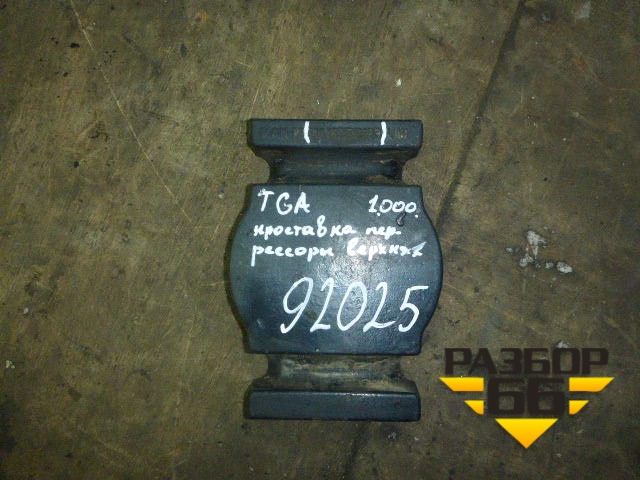 TGA 1.000.
проставка пер.
рессоры верхняя
92025
РАЗБОР
66